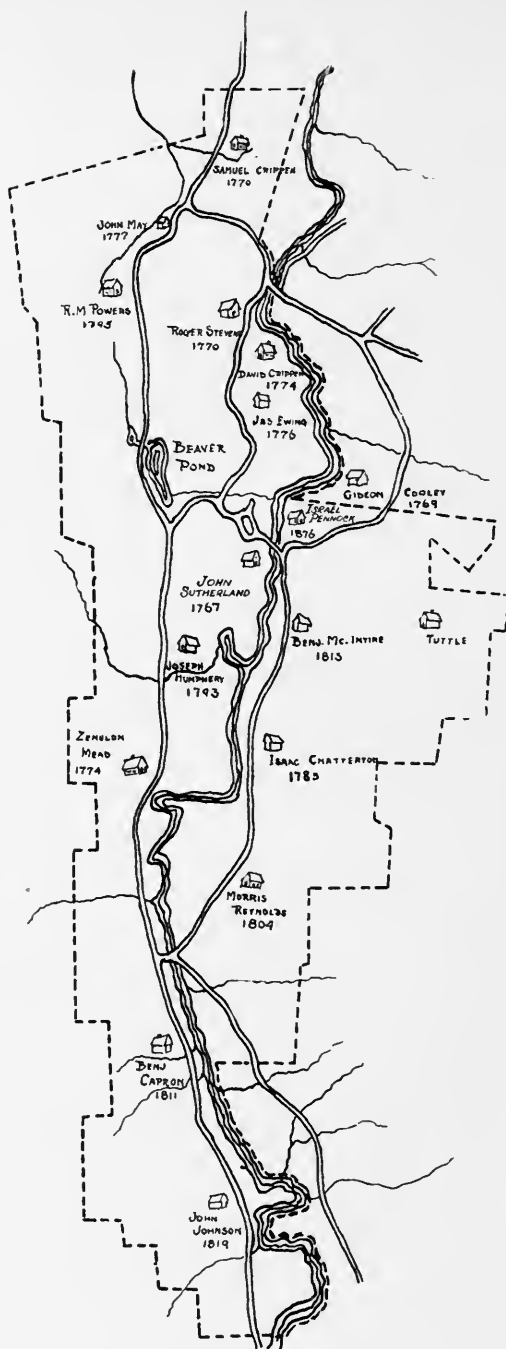 SAMUEL CRIPPEN
1770
JOHN MAY
1777
R.M POWERS
1795
ROGER STEVENS
1770
DAVID CRIPPEN
1774
JAS EWING
1776
BEAVER
POND
GIDEON COOLEY
1769
ISRAEL
PENNOCK
1876
JOHN
SUTHERLAND
1767
BENJ. MC. INTIRE
1813
TUTTLE
JOSEPH
HUMPHERY
1793
ZEBULON
MEAD
1774
ISAAC CHATTERTON
1783
MORRIS
REYNOLDS
1804
BENJ
CAPRON
1811
JOHN
JOHNSON
1819